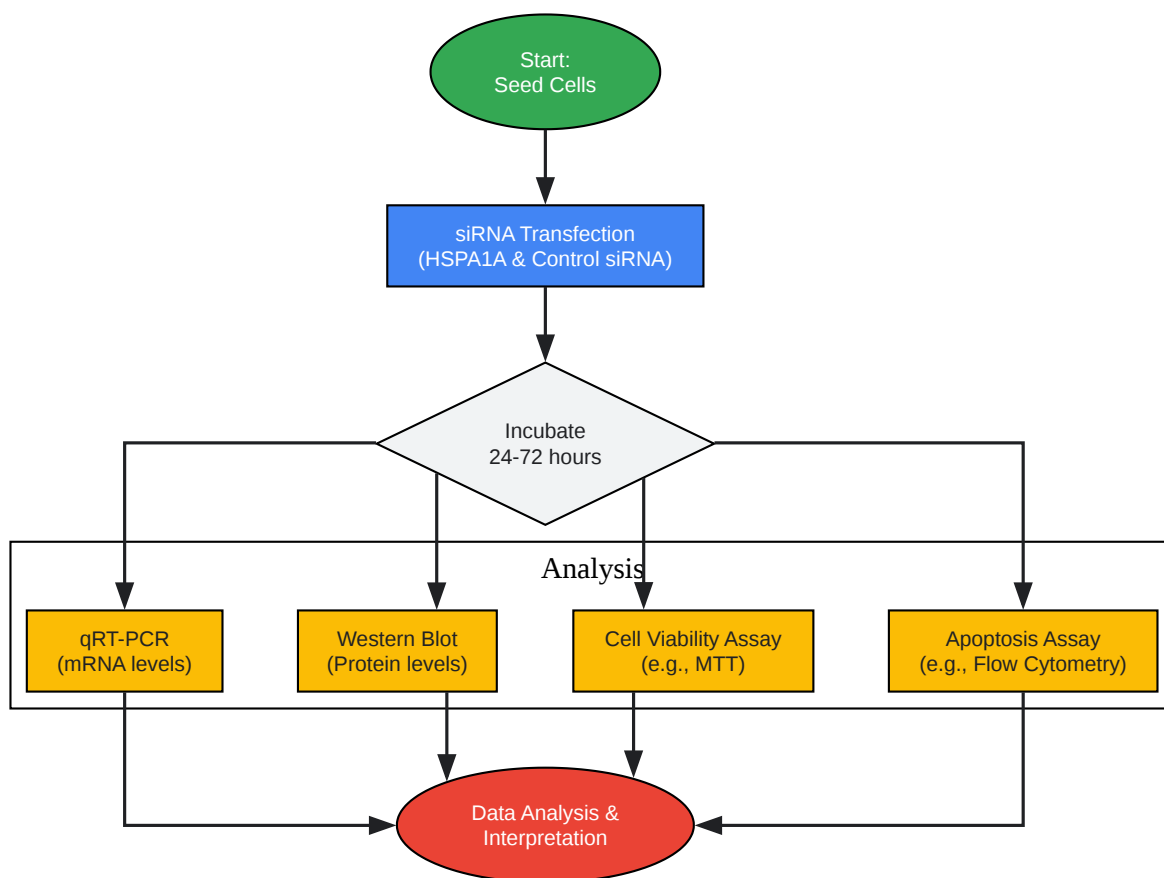 Start:
Seed Cells
siRNA Transfection
(HSPA1A & Control siRNA)
Incubate
24-72 hours
Analysis
qRT-PCR
(mRNA levels)
Western Blot
(Protein levels)
Cell Viability Assay
(e.g., MTT)
Apoptosis Assay
(e.g., Flow Cytometry)
Data Analysis &
Interpretation